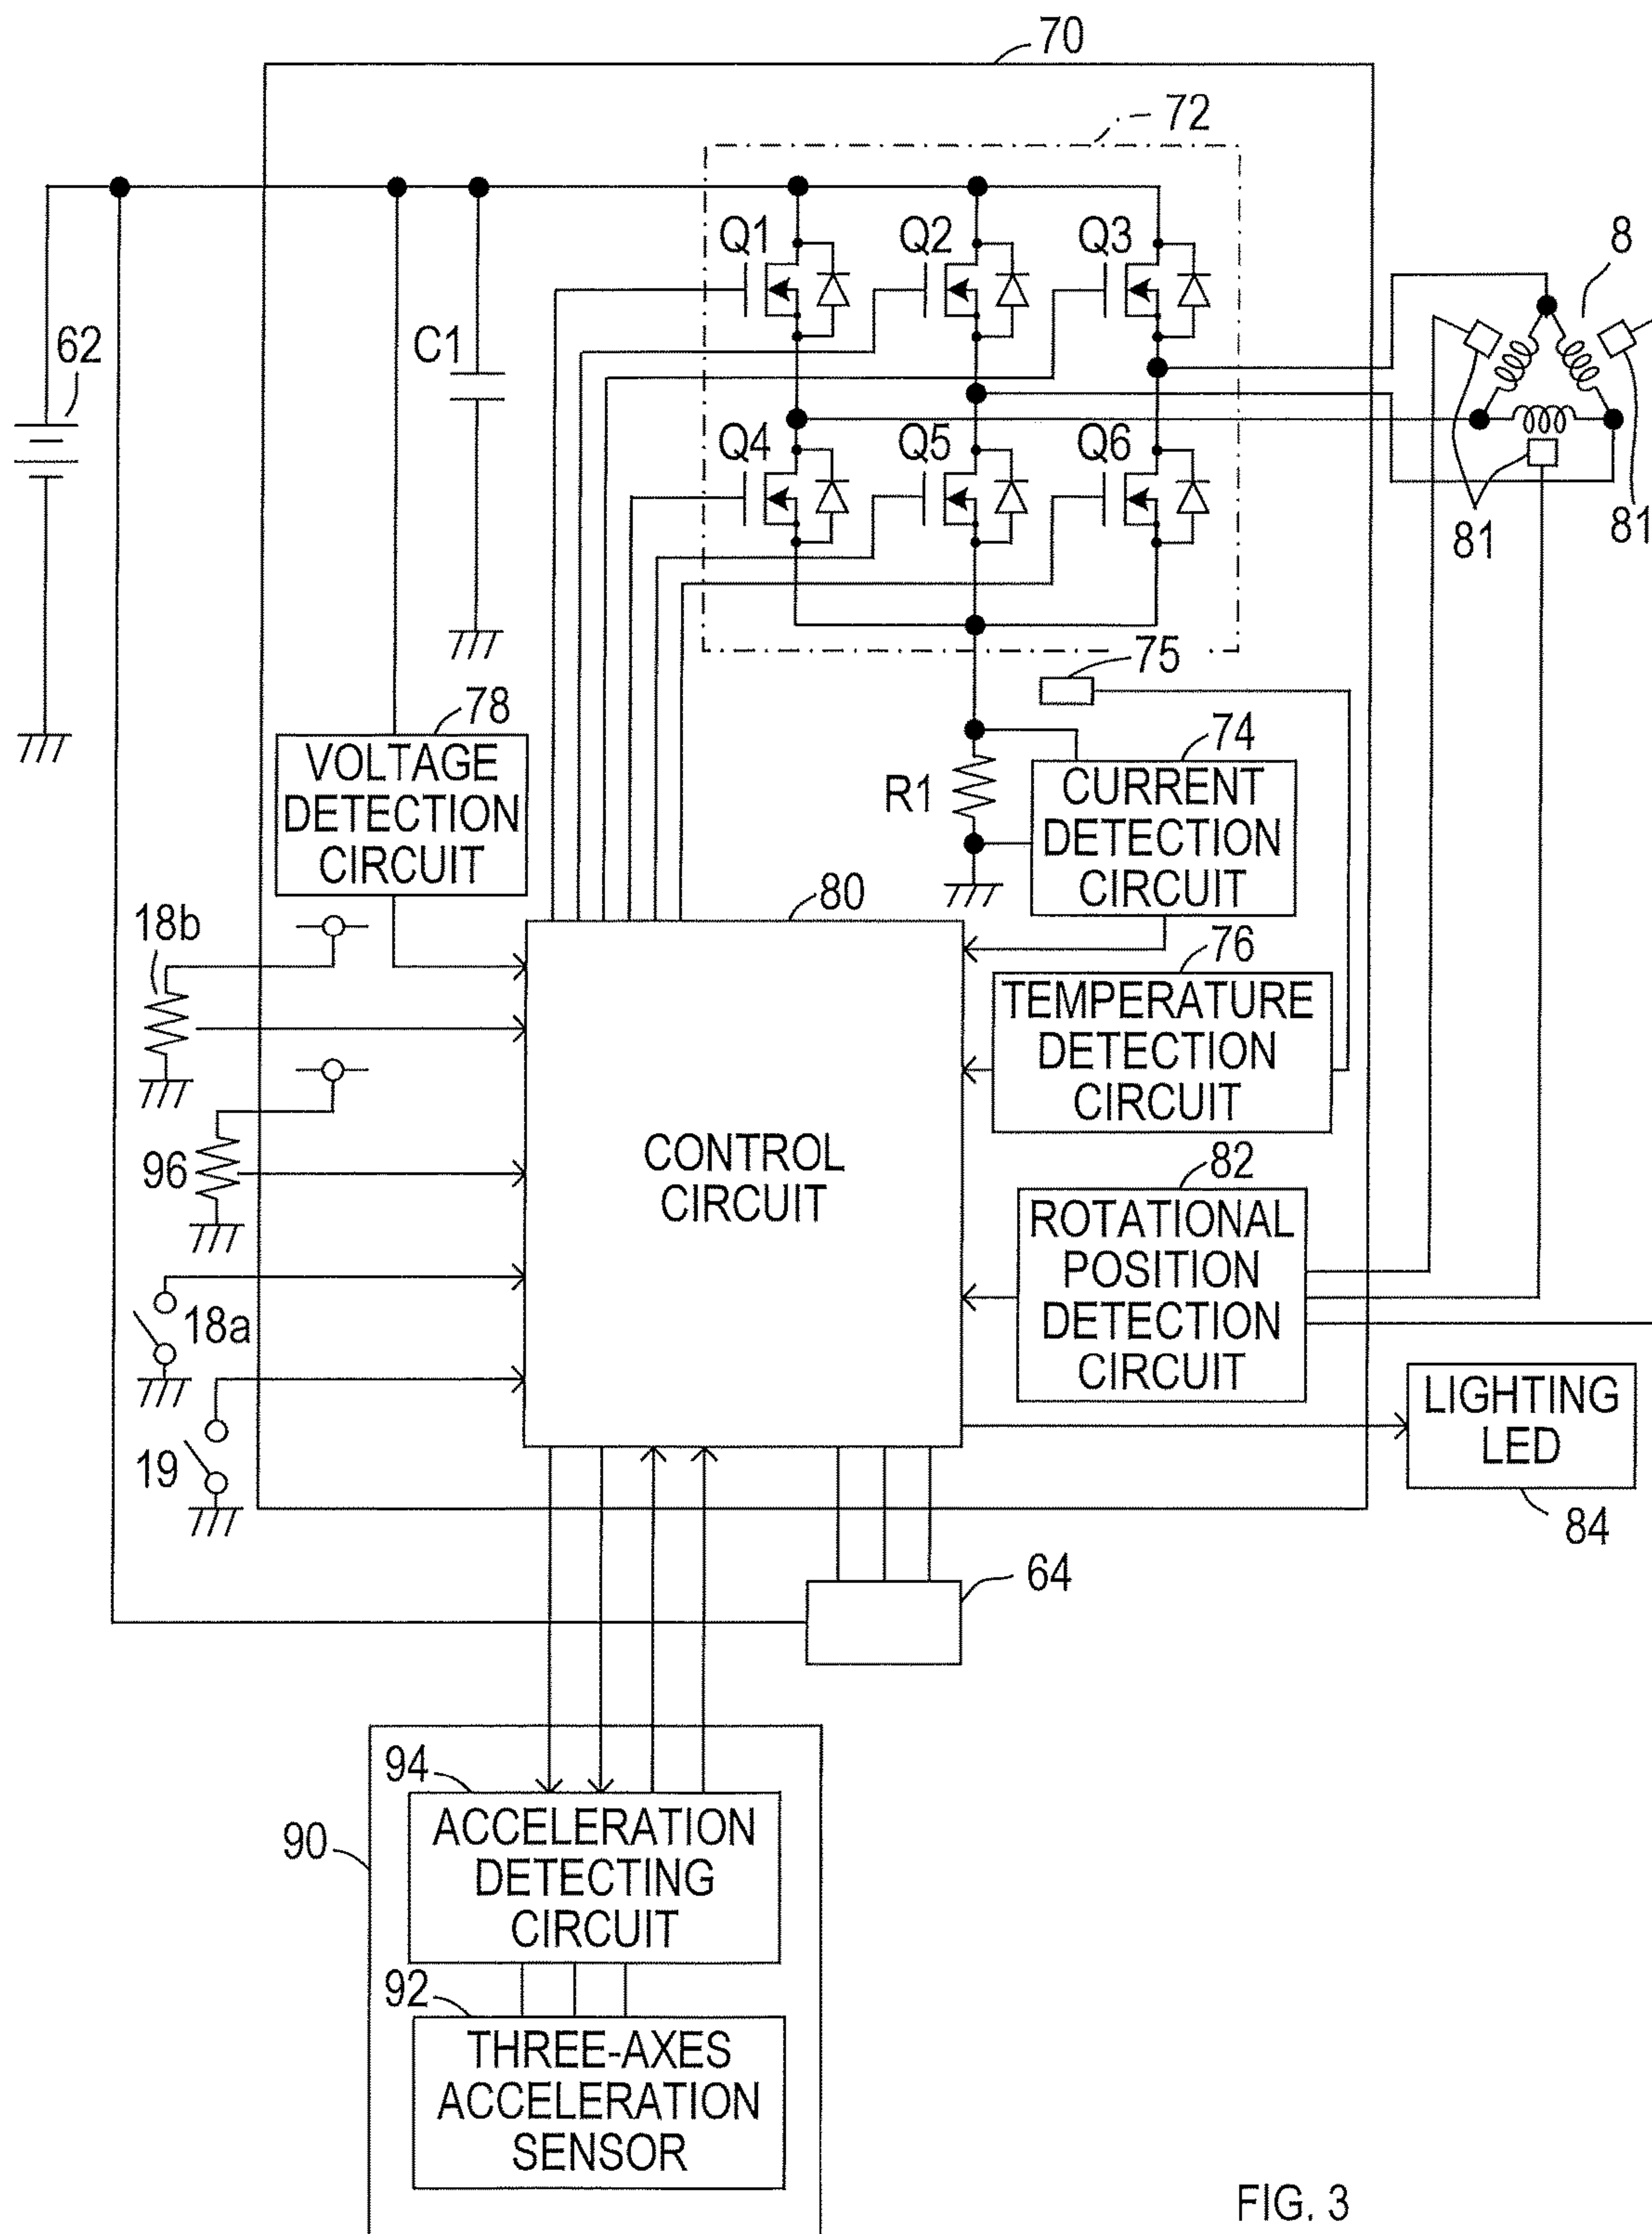 70
72
Q1
Q2
Q3
8
62
C1
Q4
Q5
Q6
81
81
75
78
VOLTAGE
DETECTION
CIRCUIT
74
R1
CURRENT
DETECTION
CIRCUIT
18b
80
76
TEMPERATURE
DETECTION
CIRCUIT
96
CONTROL
CIRCUIT
82
ROTATIONAL
POSITION
DETECTION
CIRCUIT
18a
19
LIGHTING
LED
84
64
94
90
ACCELERATION
DETECTING
CIRCUIT
92
THREE-AXES
ACCELERATION
SENSOR
FIG. 3